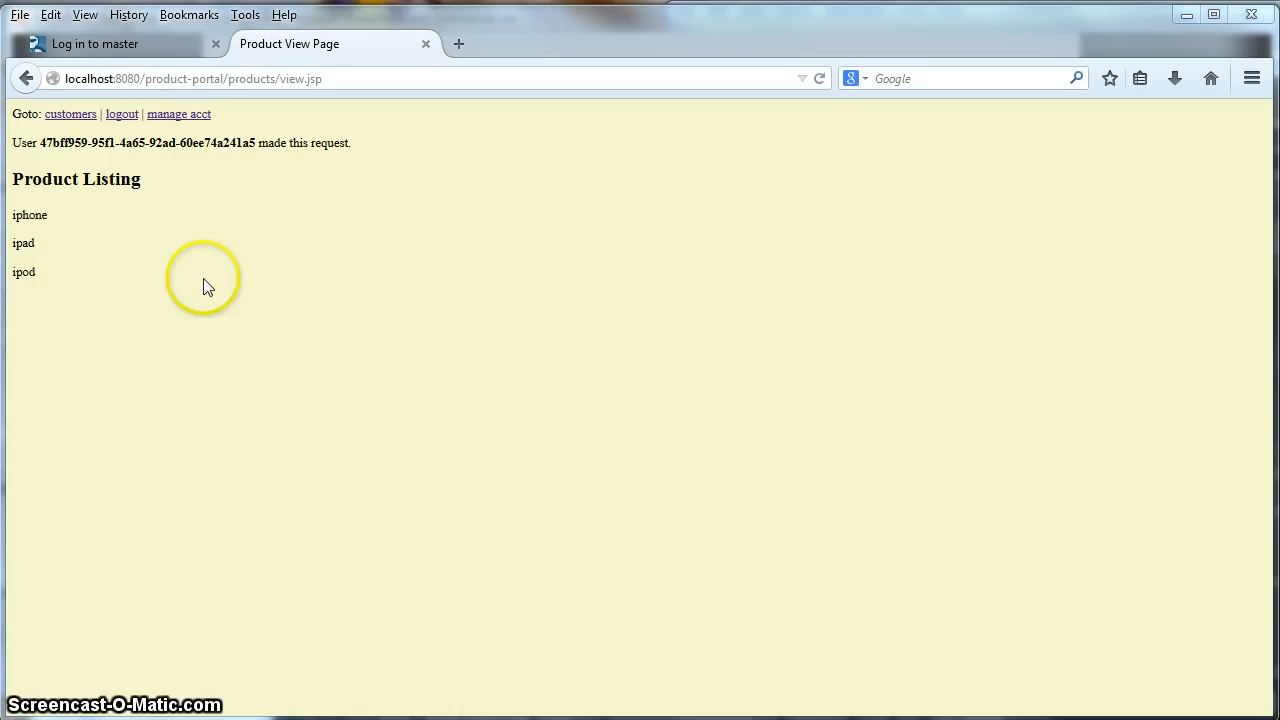 File Edit View History Bookmarks Tools Help
Log in to master
Product View Page
localhost:8080/product-portal/products/view.jsp
Google
Goto: customers | logout | manage acct
User 47bff959-95f1-4a65-92ad-60ee74a241a5 made this request.
Product Listing
iphone
ipad
ipod
Screencast-O-Matic.com